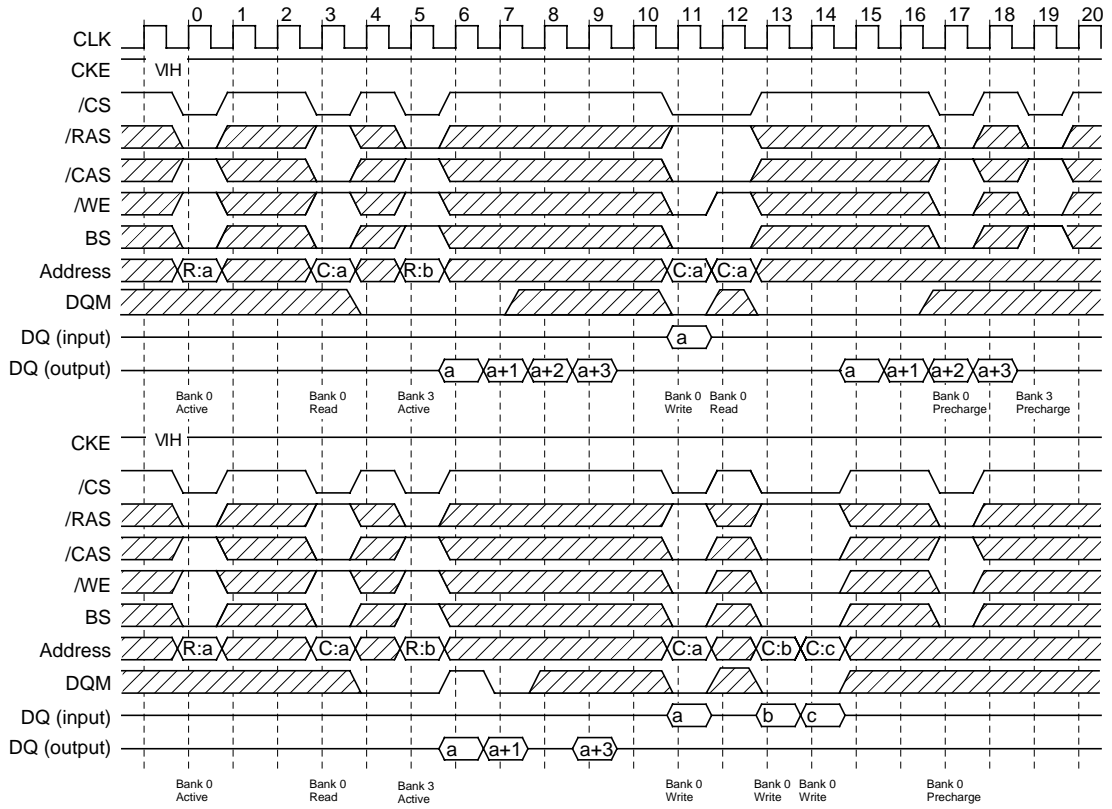 0 1 2 3 4 5 6 7 8 9 10 11 12 13 14 15 16 17 18 19 20
CLK
CKE VIH
/CS
/RAS
/CAS
/WE
BS
Address R:a C:a R:b C:a' C:a
DQM
DQ (input) a
DQ (output) a a+1 a+2 a+3 a a+1 a+2 a+3
Bank 0 Bank 0 Bank 3 Bank 0 Bank 0 Bank 0 Bank 3
Active Read Active Write Read Precharge Precharge
CKE VIH
/CS
/RAS
/CAS
/WE
BS
Address R:a C:a R:b C:a C:b C:c
DQM
DQ (input) a b c
DQ (output) a a+1 a+3
Bank 0 Bank 0 Bank 3 Bank 0 Bank 0 Bank 0 Bank 0
Active Read Active Write Write Write Precharge